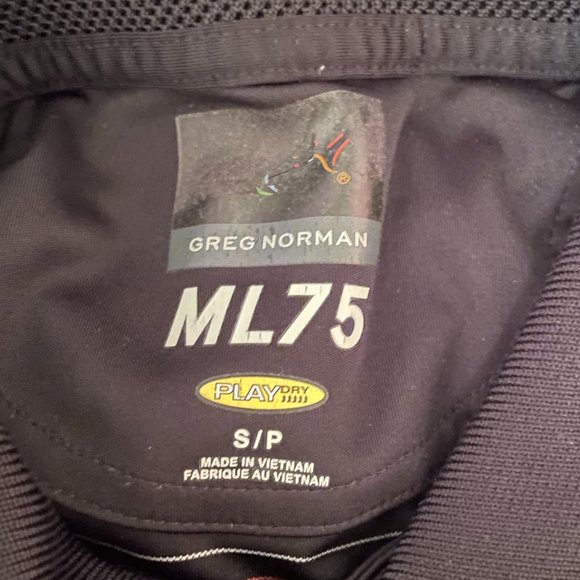 ®
GREG NORMAN
ML75
PLAYDRY
S/P
MADE IN VIETNAM
FABRIQUE AU VIETNAM